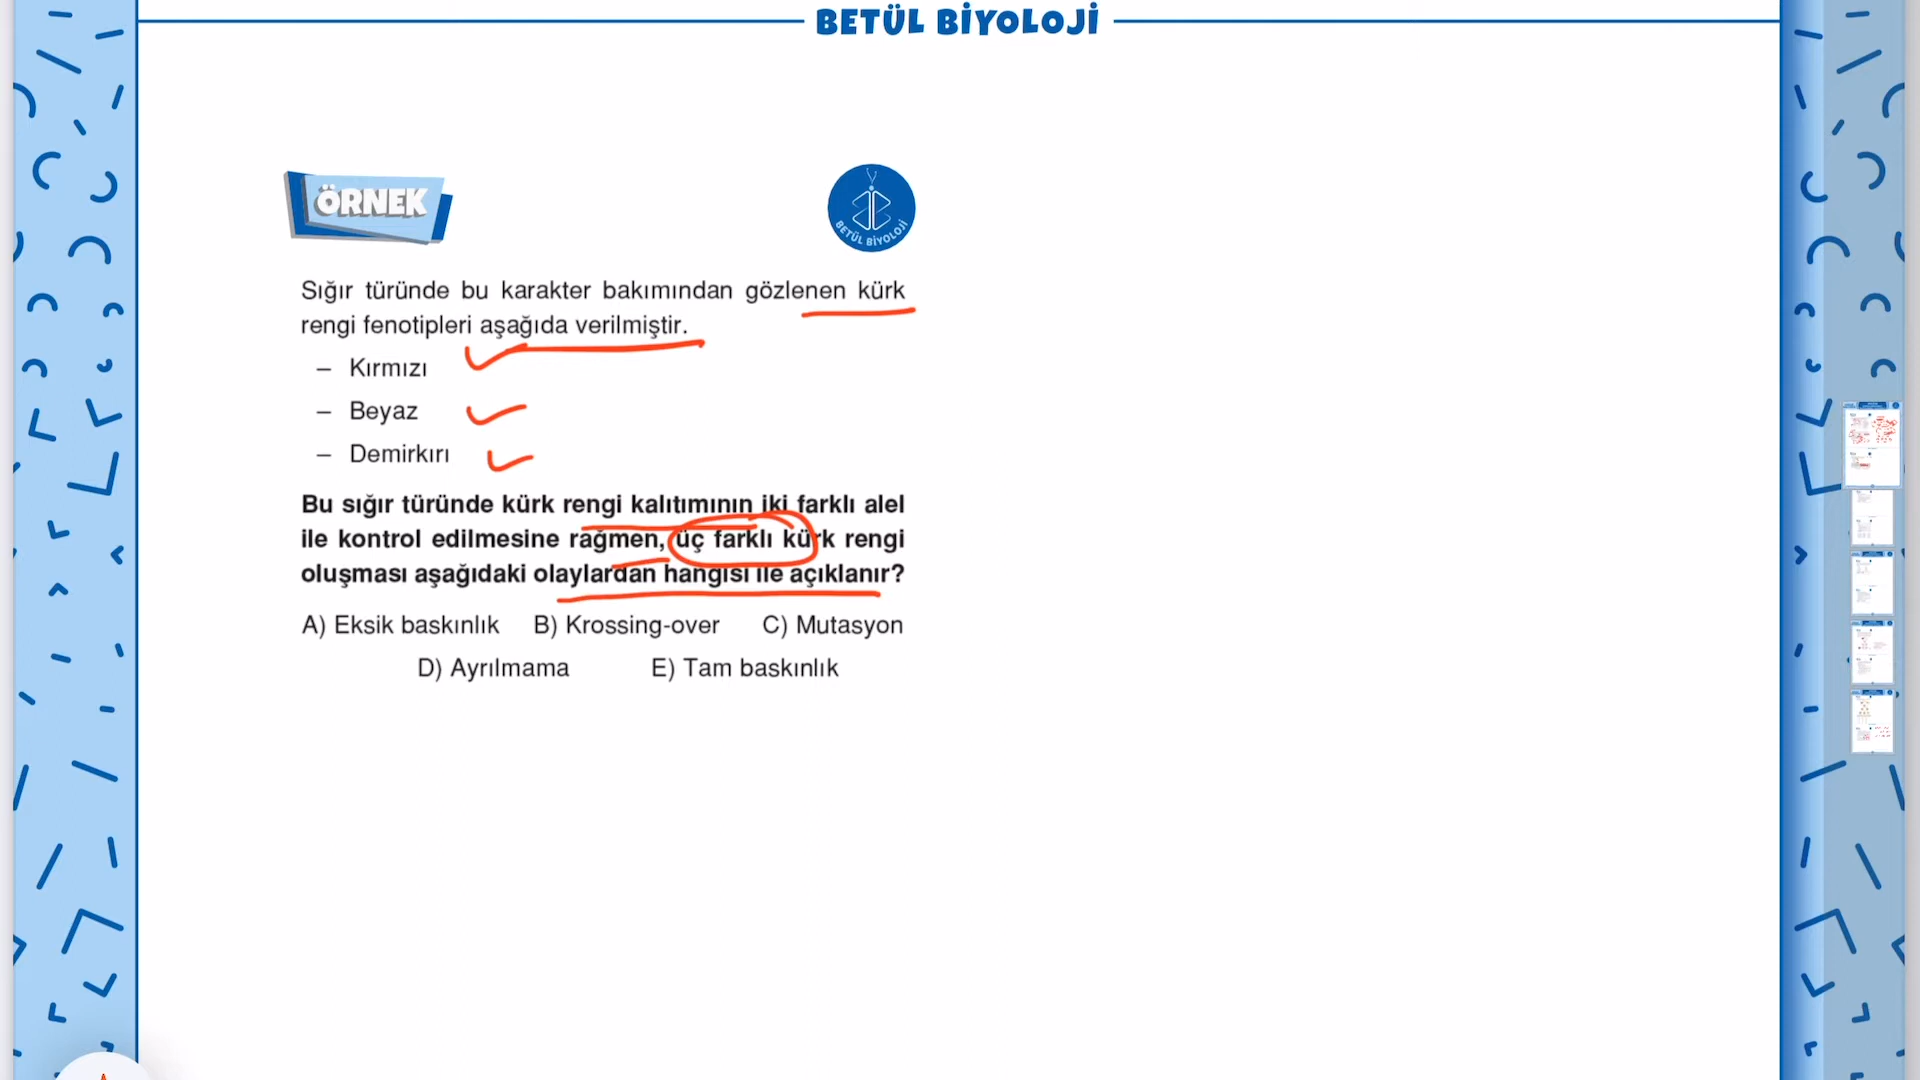 BETÜL BİYOLOJİ
ÖRNEK
BETÜL BİYOLOJİ
Sığır türünde bu karakter bakımından gözlenen kürk
rengi fenotipleri aşağıda verilmiştir.
– Kırmızı
– Beyaz
– Demirkırı
Bu sığır türünde kürk rengi kalıtımının iki farklı alel
ile kontrol edilmesine rağmen, üç farklı kürk rengi
oluşması aşağıdaki olaylardan hangisi ile açıklanır?
A) Eksik baskınlık B) Krossing-over C) Mutasyon
D) Ayrılmama E) Tam baskınlık